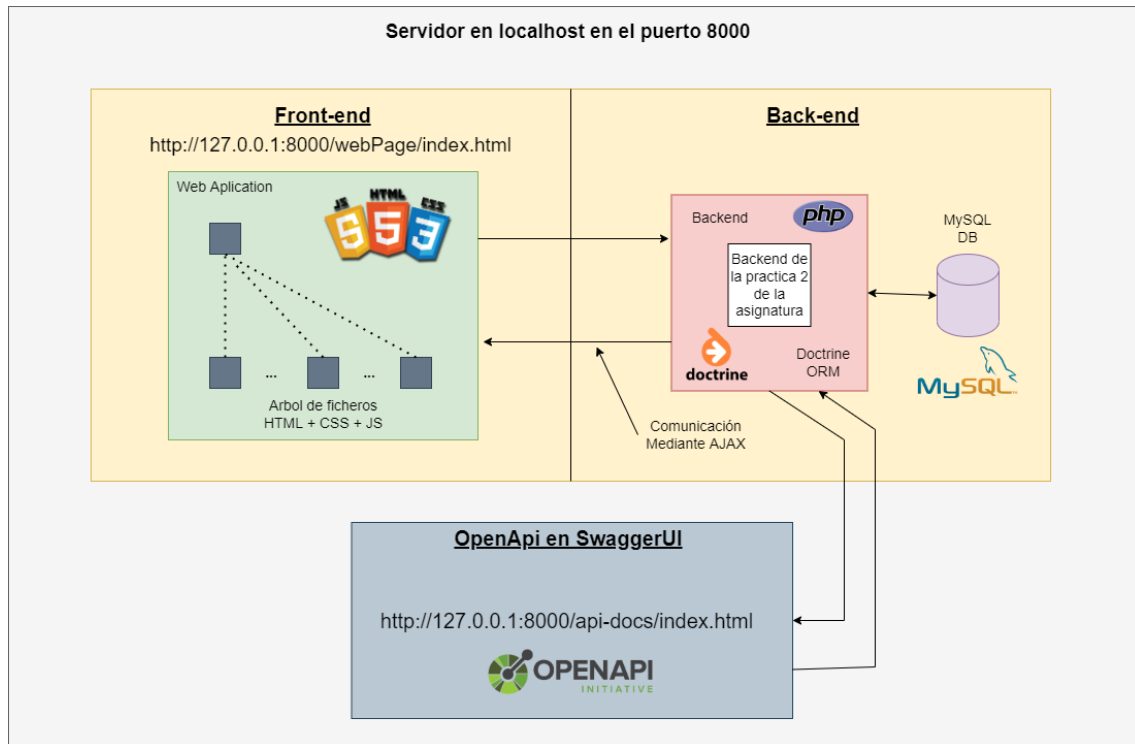 Servidor en localhost en el puerto 8000
Front-end
http://127.0.0.1:8000/webPage/index.html
Web Aplication
JS HTML CSS
5 5 3
...
...
Arbol de ficheros
HTML + CSS + JS
Back-end
Backend
php
Backend de
la practica 2
de la
asignatura
doctrine
Doctrine
ORM
MySQL
DB
MySQL
Comunicación
Mediante AJAX
OpenApi en SwaggerUI
http://127.0.0.1:8000/api-docs/index.html
OPENAPI
INITIATIVE